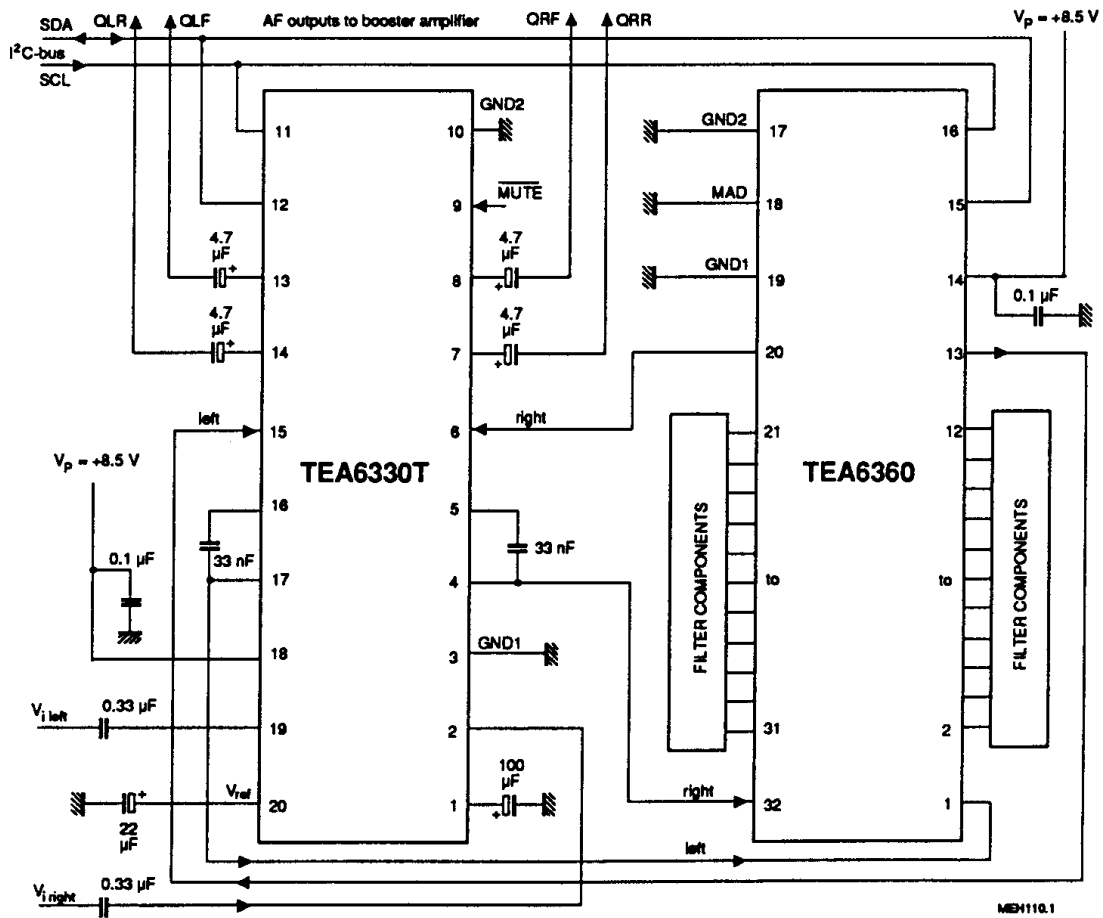 SDA
QLR
QLF
AF outputs to booster amplifier
QRF
QRR
VP = +8.5 V
I²C-bus
SCL
GND2
11
10
GND2
17
16
MUTE
12
9
MAD
18
15
4.7 µF
+
13
8
4.7 µF
+
GND1
19
14
0.1 µF
4.7 µF
+
14
7
4.7 µF
+
20
13
left
15
6
right
21
12
VP = +8.5 V
TEA6330T
TEA6360
16
5
33 nF
33 nF
0.1 µF
17
4
to
to
FILTER COMPONENTS
FILTER COMPONENTS
18
3
GND1
Vi left
0.33 µF
19
2
31
2
100 µF
+
Vref
20
1
right
32
1
22 µF
+
left
Vi right
0.33 µF
MEH110.1